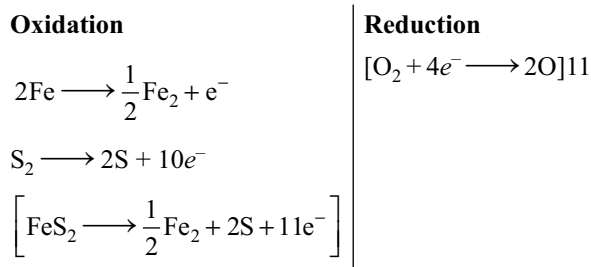 Oxidation
2Fe ⟶ 1/2 Fe₂ + e⁻
S₂ ⟶ 2S + 10e⁻
[FeS₂ ⟶ 1/2 Fe₂ + 2S + 11e⁻]
Reduction
[O₂ + 4e⁻ ⟶ 2O]11